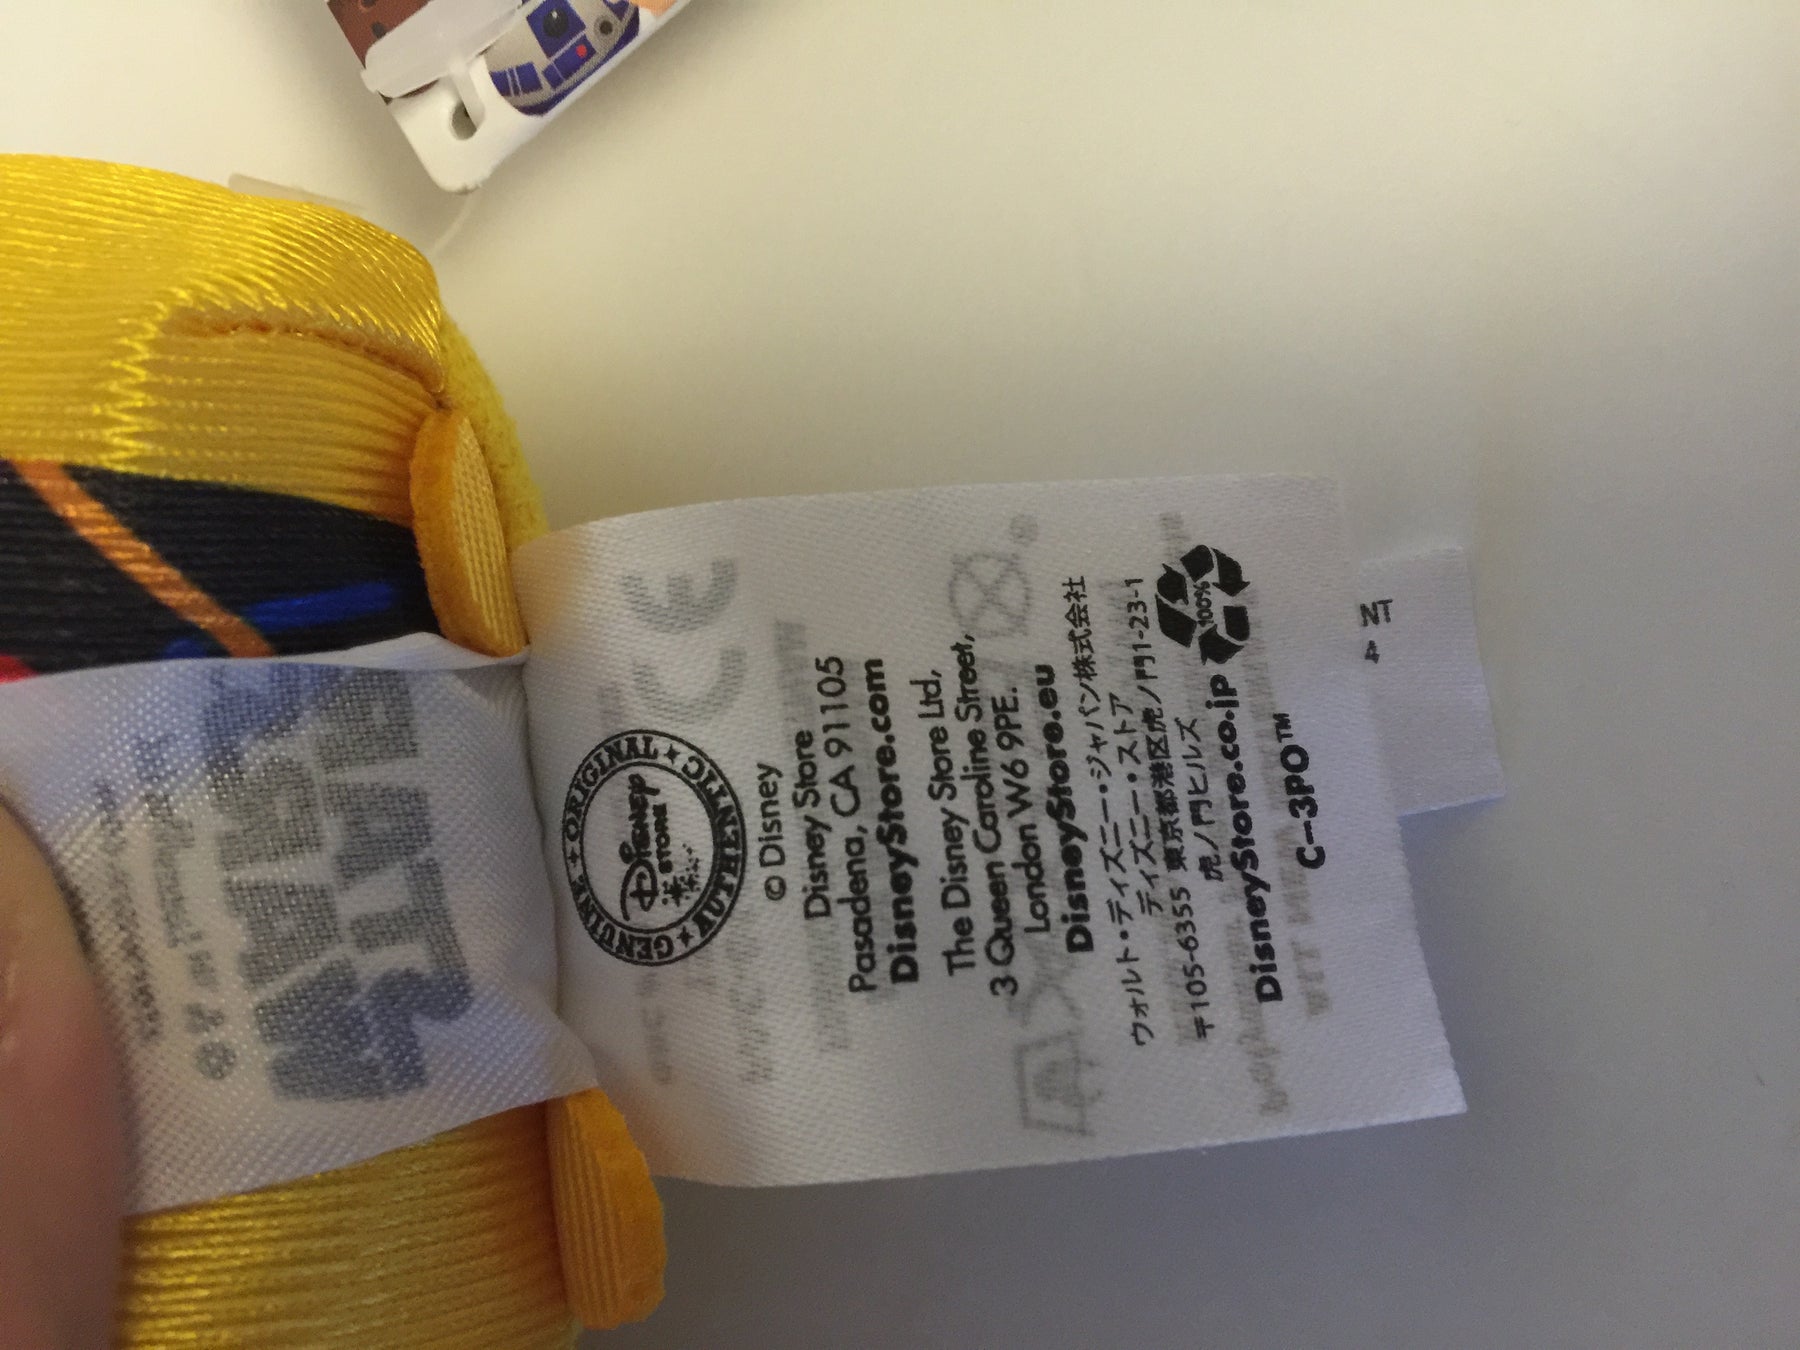 GENUINE ORIGINAL AUTHENTIC
Disney
STORE
© Disney
Disney Store
Pasadena, CA 91105
DisneyStore.com
The Disney Store Ltd,
3 Queen Caroline Street,
London W6 9PE.
DisneyStore.eu
ウォルト・ディズニー・ジャパン株式会社
ディズニー・ストア
〒105-6355 東京都港区虎ノ門1-23-1
虎ノ門ヒルズ
DisneyStore.co.jp
100%
C-3PO™